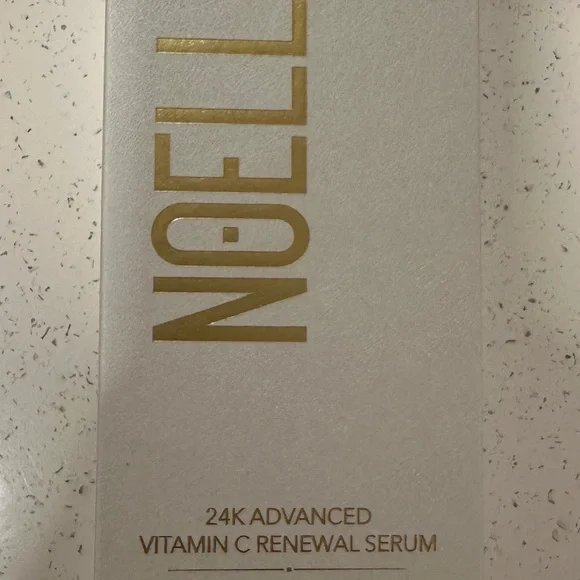 NOELL
24K ADVANCED
VITAMIN C RENEWAL SERUM